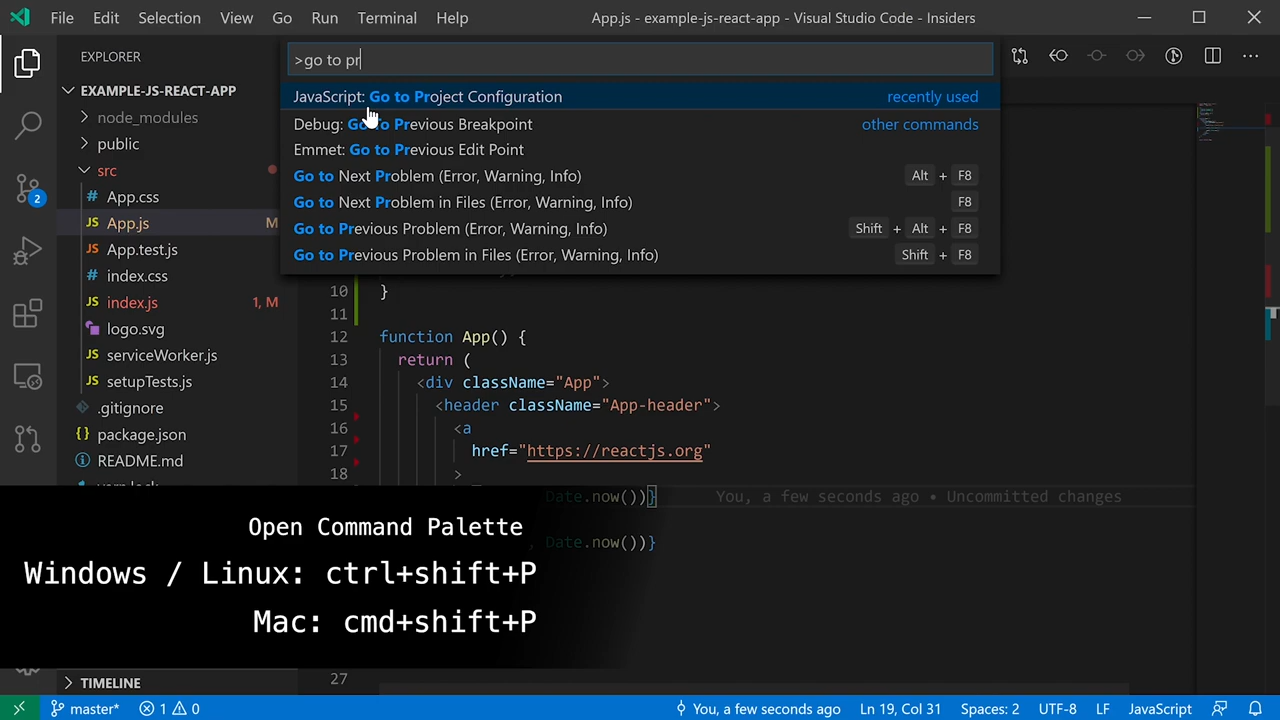 File Edit Selection View Go Run Terminal Help App.js - example-js-react-app - Visual Studio Code - Insiders
EXPLORER
>go to pr
EXAMPLE-JS-REACT-APP
JavaScript: Go to Project Configuration recently used
node_modules
Debug: Go To Previous Breakpoint other commands
public
Emmet: Go to Previous Edit Point
src
Go to Next Problem (Error, Warning, Info) Alt + F8
# App.css
Go to Next Problem in Files (Error, Warning, Info) F8
JS App.js M
Go to Previous Problem (Error, Warning, Info) Shift + Alt + F8
JS App.test.js
Go to Previous Problem in Files (Error, Warning, Info) Shift + F8
# index.css
JS index.js 1, M
logo.svg
JS serviceWorker.js
JS setupTests.js
.gitignore
{} package.json
README.md
10 }
11
12 function App() {
13 return (
14 <div className="App">
15 <header className="App-header">
16 <a
17 href="https://reactjs.org"
18 >
Date.now())} You, a few seconds ago • Uncommitted changes
, Date.now())}
27
Open Command Palette
Windows / Linux: ctrl+shift+P
Mac: cmd+shift+P
TIMELINE
2
master* 1 0 You, a few seconds ago Ln 19, Col 31 Spaces: 2 UTF-8 LF JavaScript